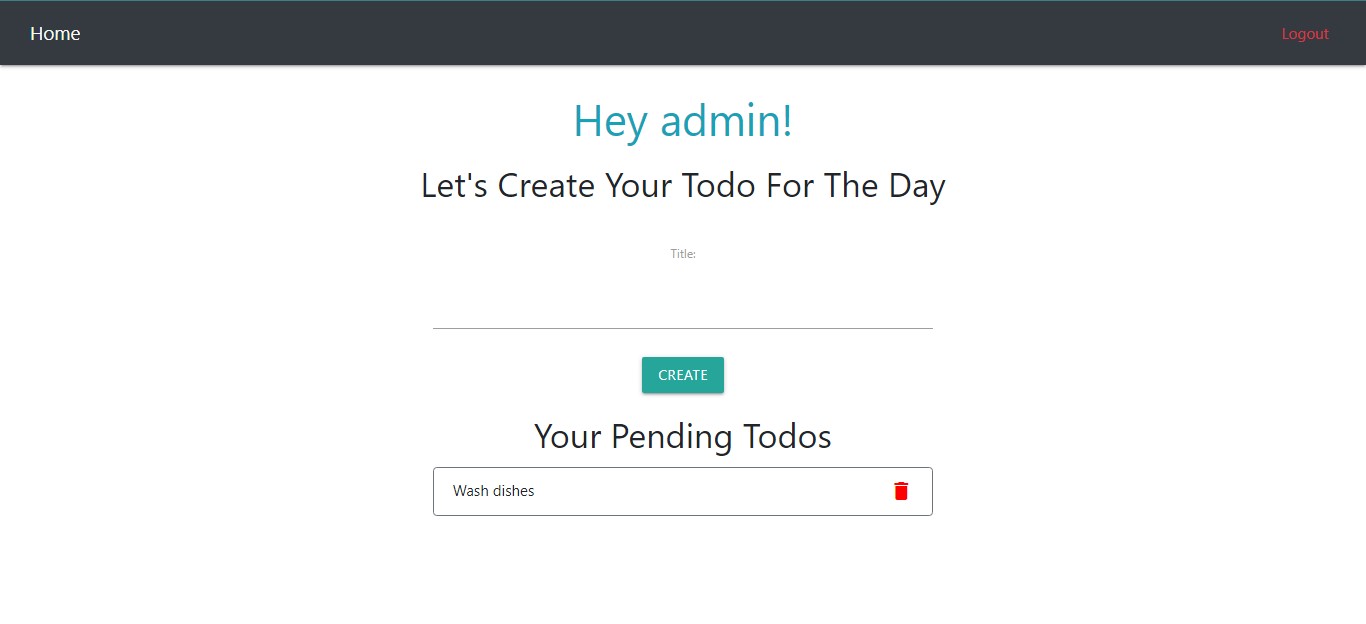 Home
Logout
Hey admin!
Let's Create Your Todo For The Day
Title:
CREATE
Your Pending Todos
Wash dishes